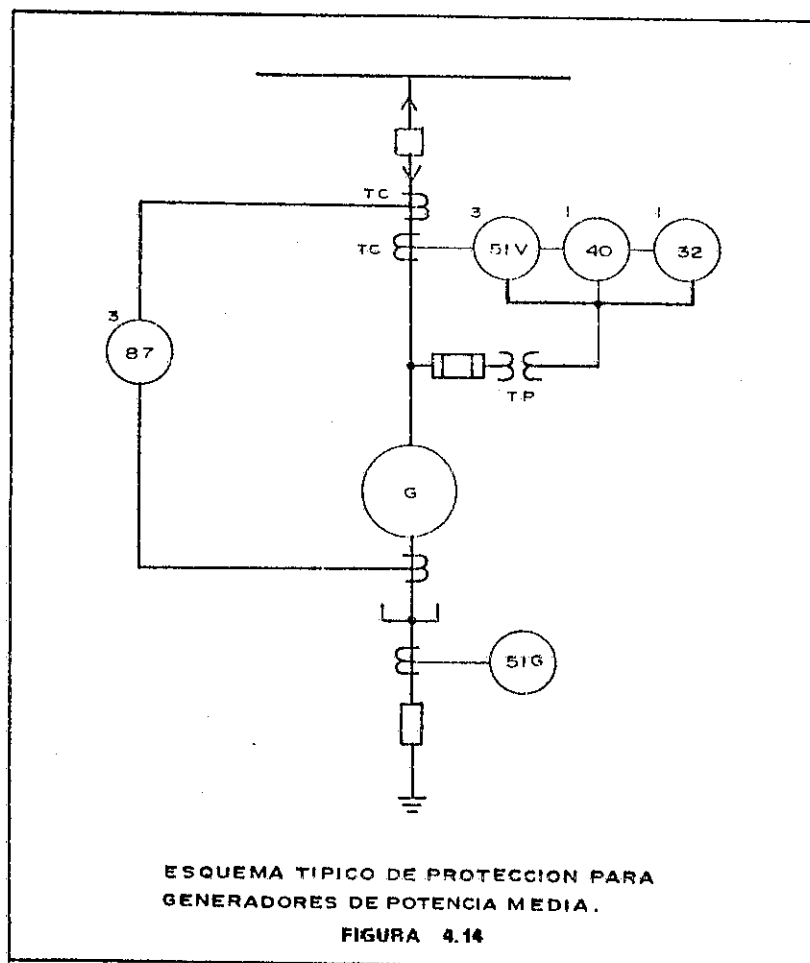 TC
TC
3
51V
1
40
1
32
3
87
TP
G
51G
ESQUEMA TIPICO DE PROTECCION PARA
GENERADORES DE POTENCIA MEDIA.
FIGURA 4.14